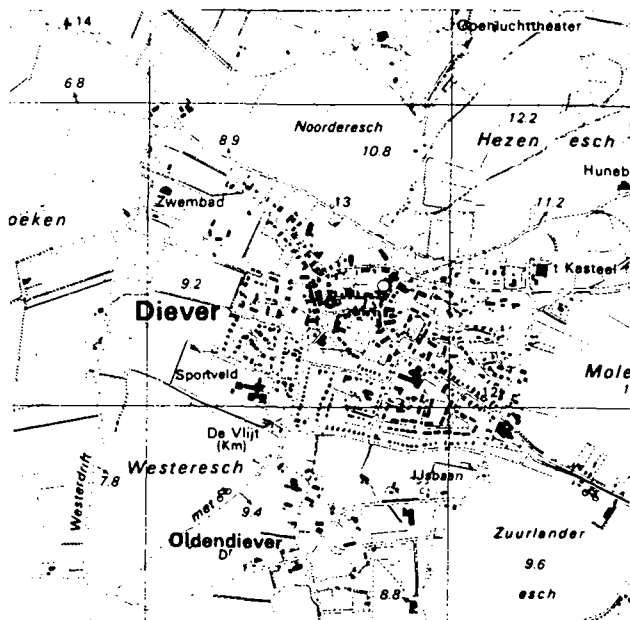 14
Openluchttheater
6.8
12.2
Noorderesch
Hezen esch
8.9
10.8
Huneb
Zwembad
13
11.2
oeken
't Kasteel
9.2
Diever
Sportveld
Mole
De Vlijt
(Km)
Westeresch
IJsbaan
7.8
Westerdrift
met
9.4
Oldendiever
Zuurlander
9.6
esch
8.8